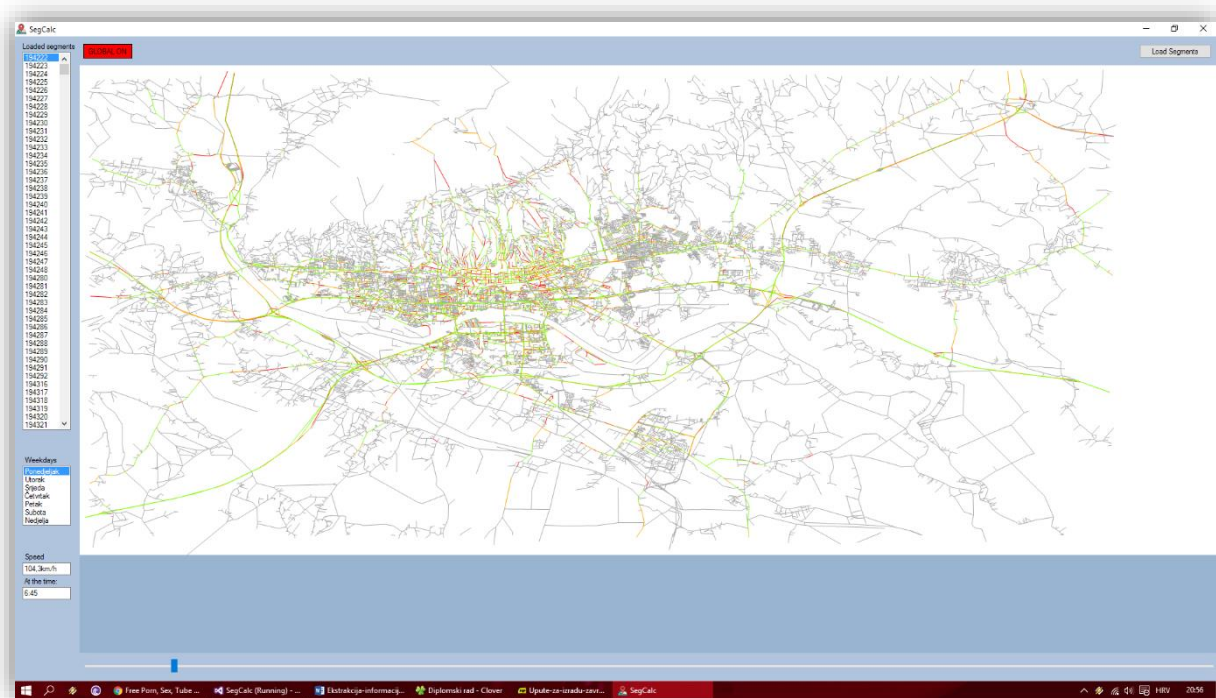 SegCalc
Loaded segments
GLOBAL ON
Load Segments
194222
194223
194224
194225
194226
194227
194228
194229
194230
194231
194232
194233
194234
194235
194236
194237
194238
194239
194240
194241
194242
194243
194244
194245
194246
194247
194248
194280
194281
194282
194283
194284
194285
194286
194287
194288
194289
194290
194291
194292
194316
194317
194318
194319
194320
194321
Weekdays
Ponedjeljak
Utorak
Srijeda
Četvrtak
Petak
Subota
Nedjelja
Speed
104,3km/h
At the time:
6:45
Free Porn, Sex, Tube ...
SegCalc (Running) - ...
Ekstrakcija-informacij...
Diplomski rad - Clover
Upute-za-izradu-zavr...
SegCalc
HRV
20:56